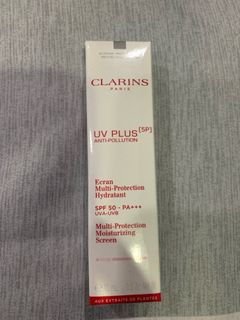 CLARINS
PARIS
UV PLUS [5P]
ANTI-POLLUTION
Ecran
Multi-Protection
Hydratant
SPF 50 - PA+++
UVA-UVB
Multi-Protection
Moisturizing
Screen
AUX EXTRAITS DE PLANTES